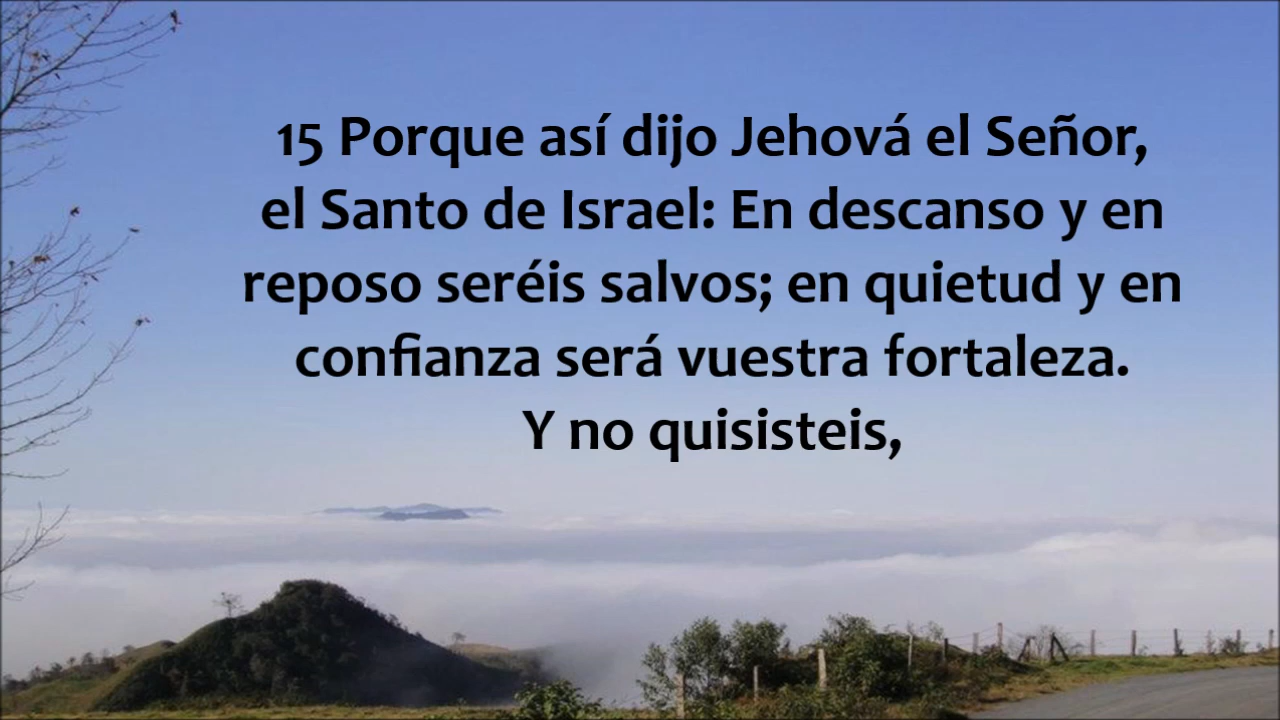 15 Porque así dijo Jehová el Señor,
el Santo de Israel: En descanso y en
reposo seréis salvos; en quietud y en
confianza será vuestra fortaleza.
Y no quisisteis,